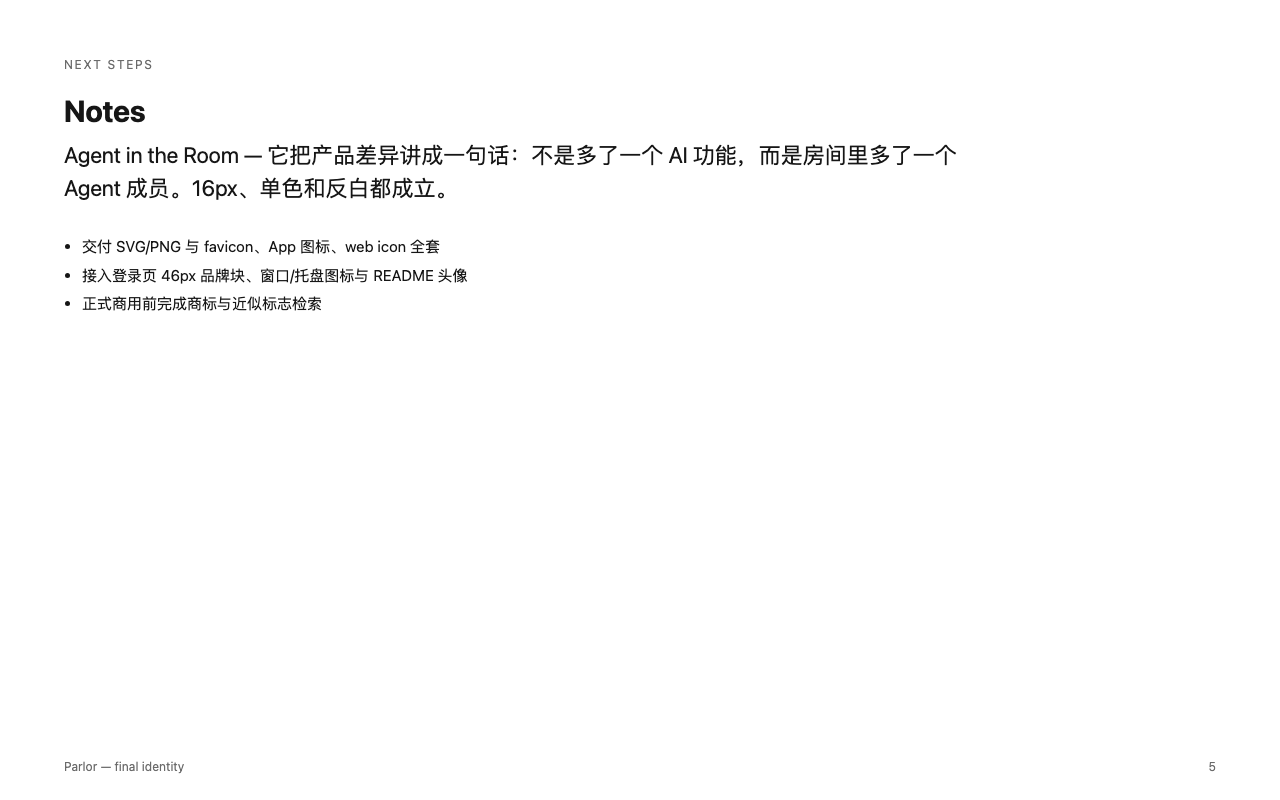 NEXT STEPS
Notes
Agent in the Room — 它把产品差异讲成一句话：不是多了一个 AI 功能，而是房间里多了一个
Agent 成员。16px、单色和反白都成立。
• 交付 SVG/PNG 与 favicon、App 图标、web icon 全套
• 接入登录页 46px 品牌块、窗口/托盘图标与 README 头像
• 正式商用前完成商标与近似标志检索
Parlor — final identity
5